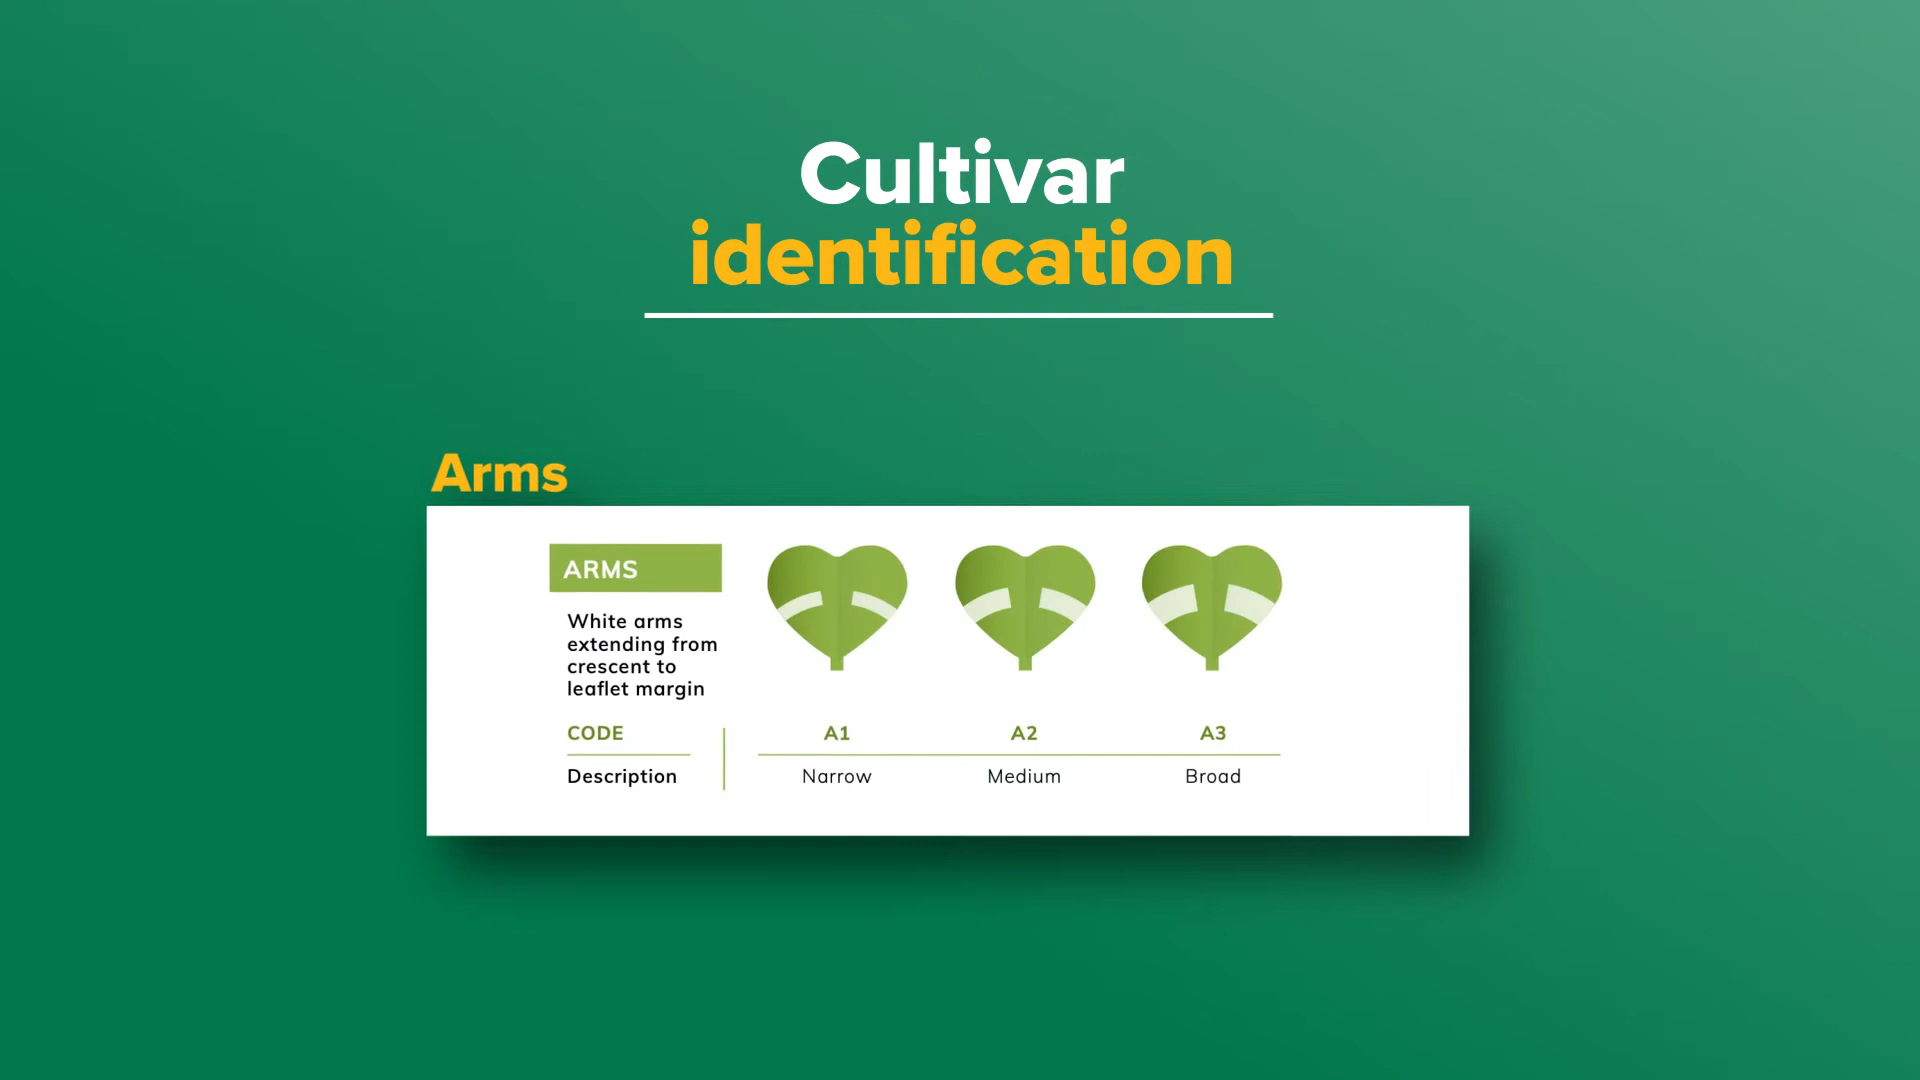 Cultivar
identification
Arms
ARMS
White arms
extending from
crescent to
leaflet margin
CODE
A1
A2
A3
Description
Narrow
Medium
Broad